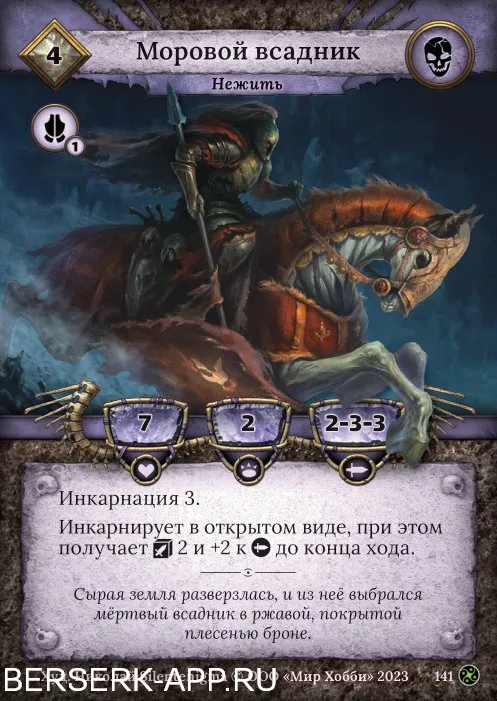 4
Моровой всадник
Нежить
1
7
2
2-3-3
Инкарнация 3.
Инкарнирует в открытом виде, при этом
получает 2 и +2 к до конца хода.
Сырая земля разверзлась, и из неё выбрался
мёртвый всадник в ржавой, покрытой
плесенью броне.
© ООО «Мир Хобби» 2023 141
BERSERK-APP.РУ